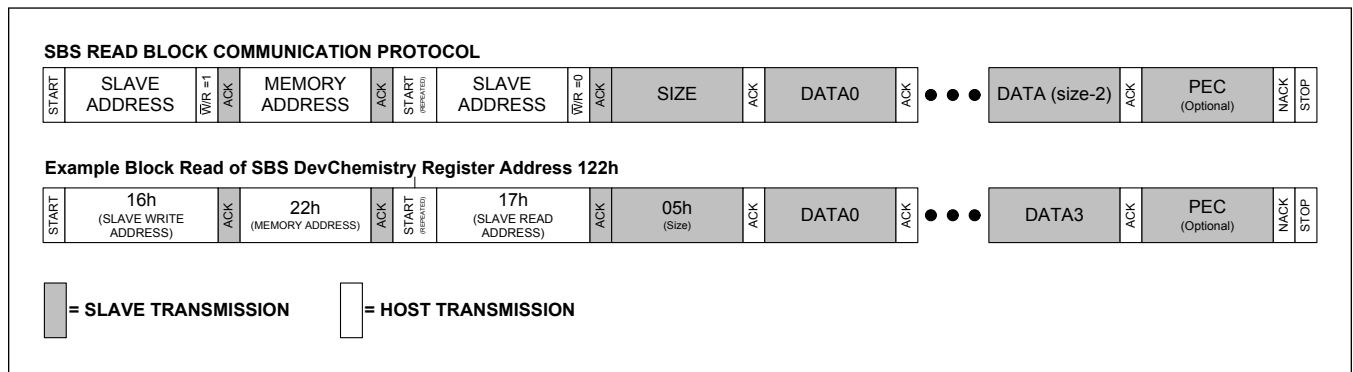 SBS READ BLOCK COMMUNICATION PROTOCOL
START SLAVE ADDRESS W̅/R =1 ACK MEMORY ADDRESS ACK START (REPEATED) SLAVE ADDRESS W̅/R =0 ACK SIZE ACK DATA0 ACK ● ● ● DATA (size-2) ACK PEC (Optional) NACK STOP
Example Block Read of SBS DevChemistry Register Address 122h
START 16h (SLAVE WRITE ADDRESS) ACK 22h (MEMORY ADDRESS) ACK START (REPEATED) 17h (SLAVE READ ADDRESS) ACK 05h (Size) ACK DATA0 ACK ● ● ● DATA3 ACK PEC (Optional) NACK STOP
= SLAVE TRANSMISSION = HOST TRANSMISSION